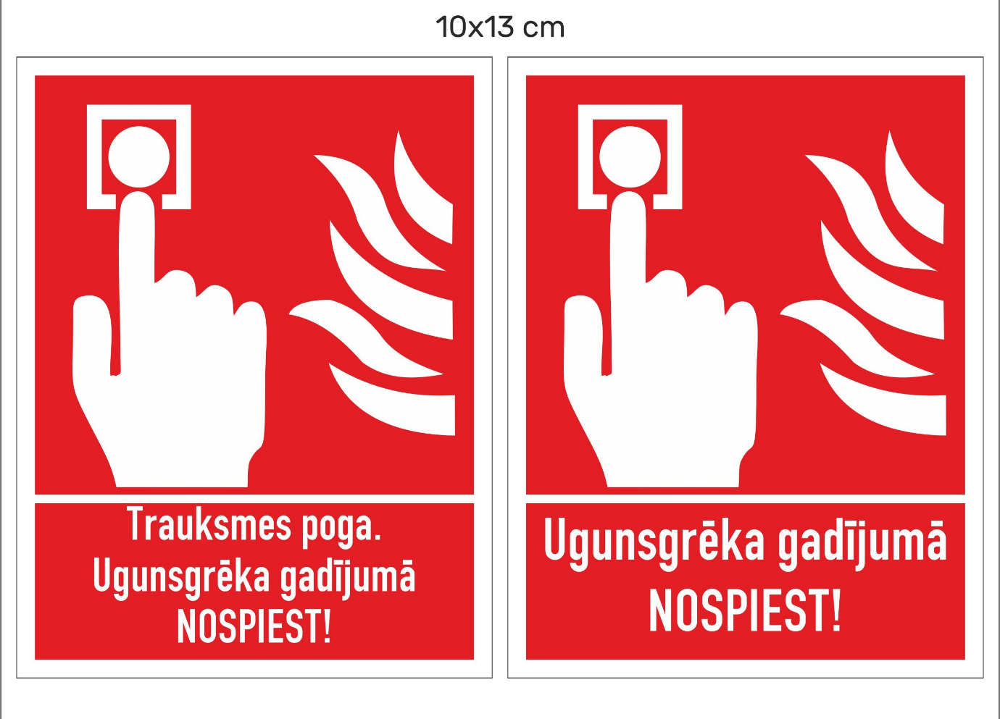 10x13 cm
Trauksmes poga.
Ugunsgrēka gadījumā
NOSPIEST!
Ugunsgrēka gadījumā
NOSPIEST!